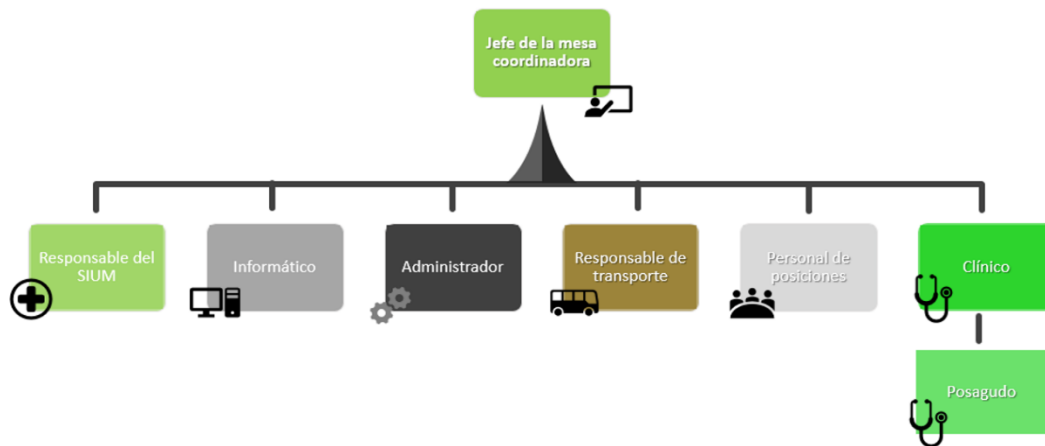 Jefe de la mesa
coordinadora
Responsable del
SIUM
Informático
Administrador
Responsable de
transporte
Personal de
posiciones
Clínico
Posagudo